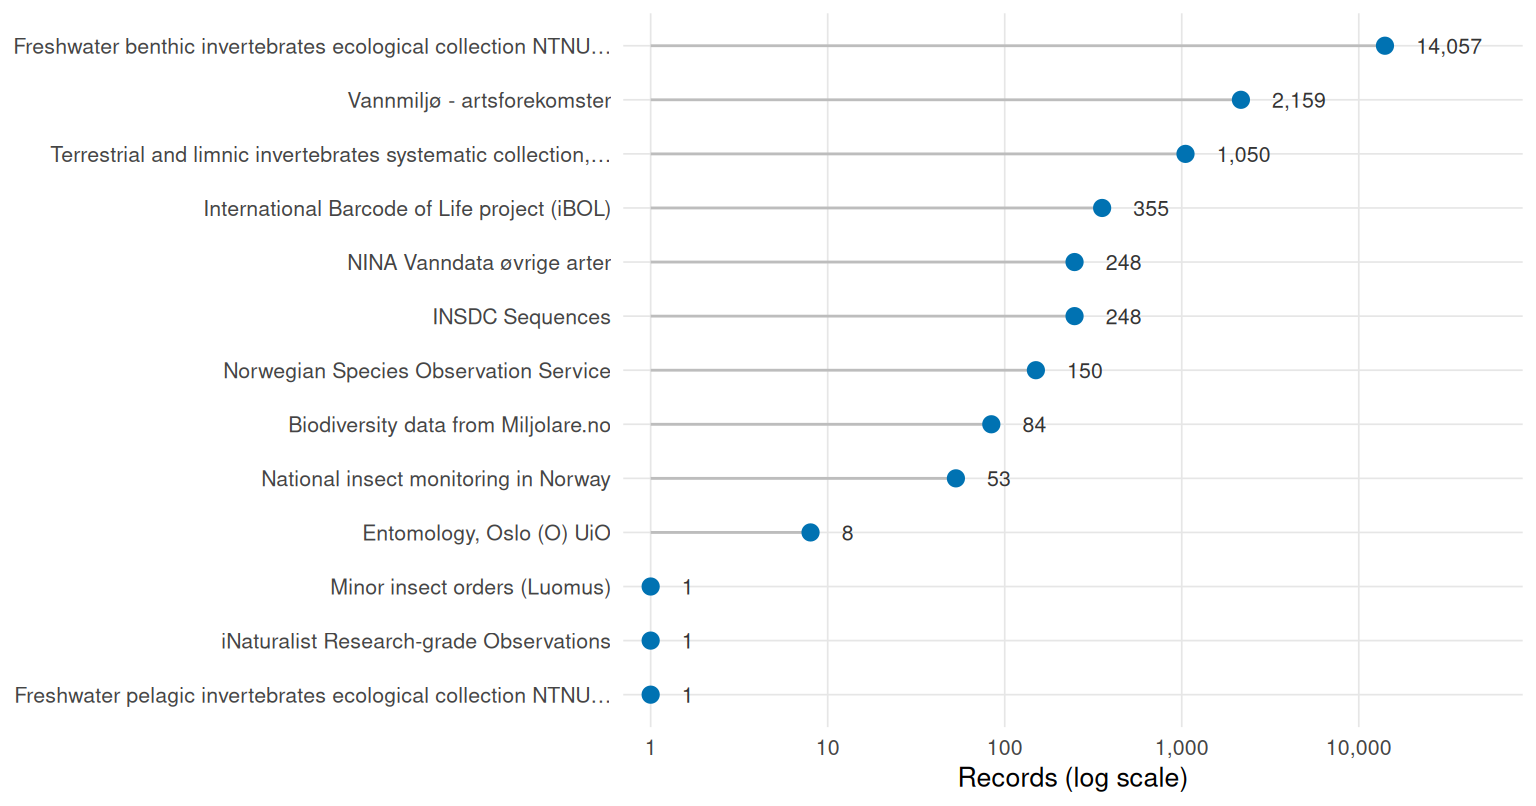 Freshwater benthic invertebrates ecological collection NTNU… 14,057
Vannmiljø - artsforekomster 2,159
Terrestrial and limnic invertebrates systematic collection,… 1,050
International Barcode of Life project (iBOL) 355
NINA Vanndata øvrige arter 248
INSDC Sequences 248
Norwegian Species Observation Service 150
Biodiversity data from Miljolare.no 84
National insect monitoring in Norway 53
Entomology, Oslo (O) UiO 8
Minor insect orders (Luomus) 1
iNaturalist Research-grade Observations 1
Freshwater pelagic invertebrates ecological collection NTNU… 1
1 10 100 1,000 10,000
Records (log scale)